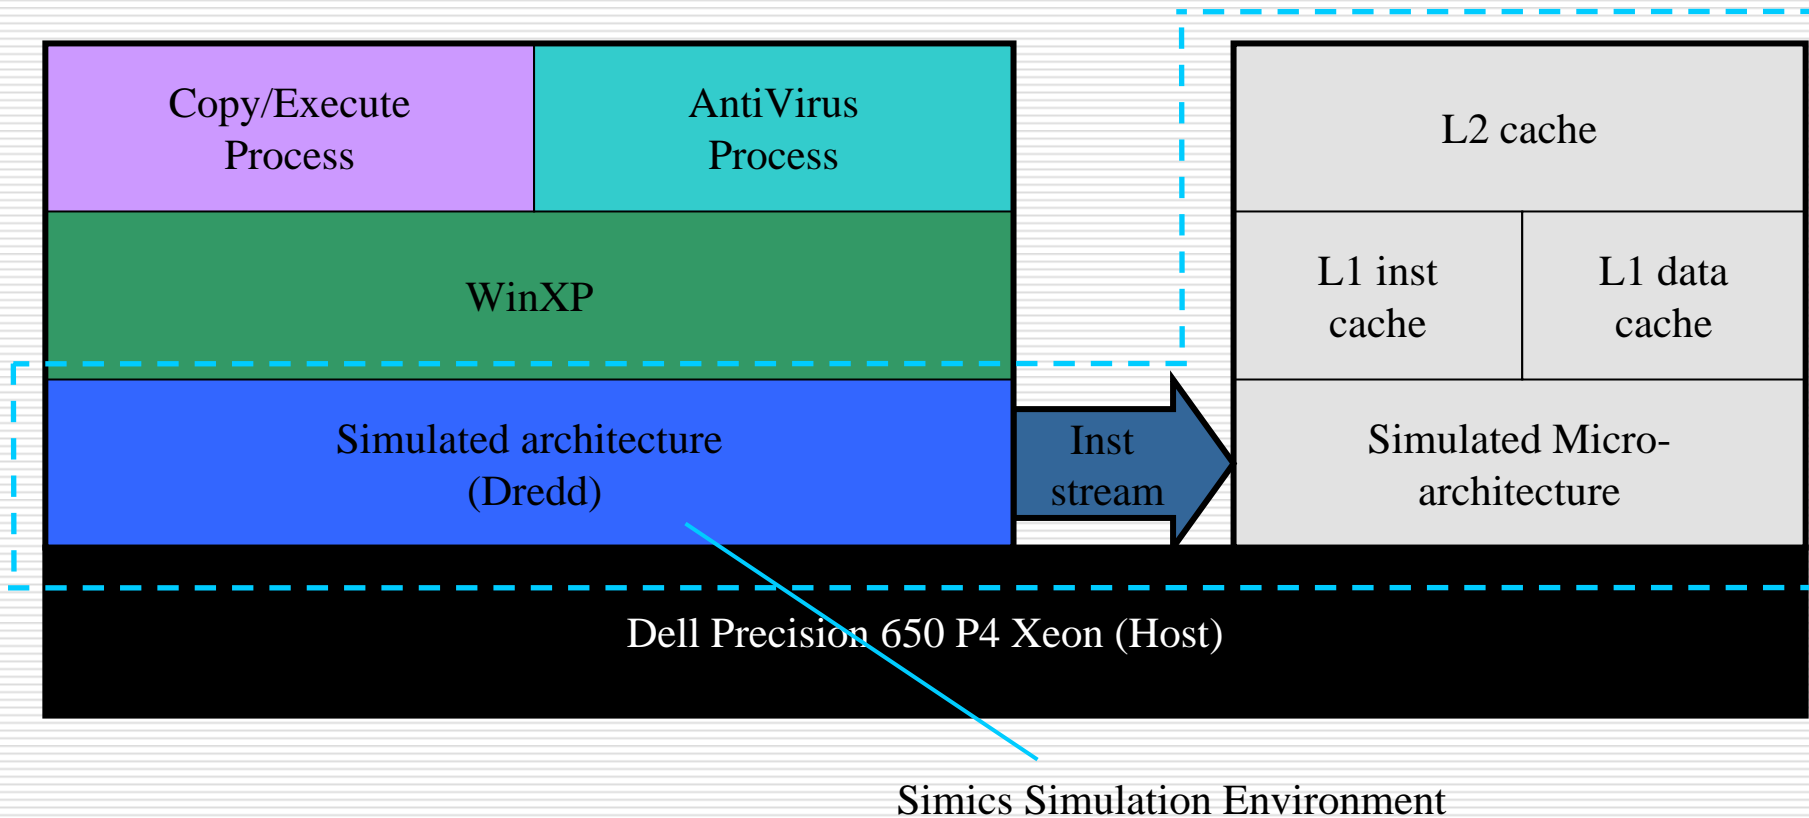 Copy/Execute
Process
AntiVirus
Process
L2 cache
WinXP
L1 inst
cache
L1 data
cache
Simulated architecture
(Dredd)
Inst
stream
Simulated Micro-
architecture
Dell Precision 650 P4 Xeon (Host)
Simics Simulation Environment